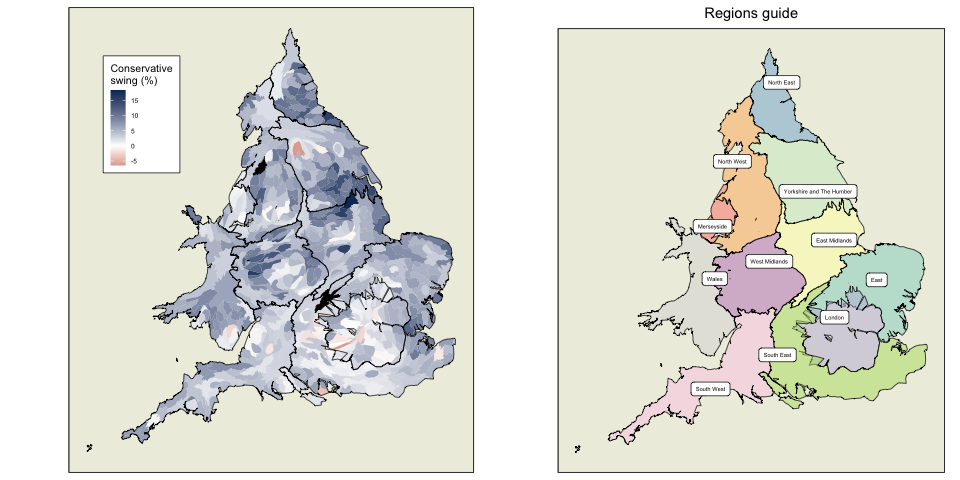 Conservative
swing (%)
15
10
5
0
-5
Regions guide
North East
North West
Yorkshire and The Humber
Merseyside
East Midlands
West Midlands
Wales
East
London
South East
South West